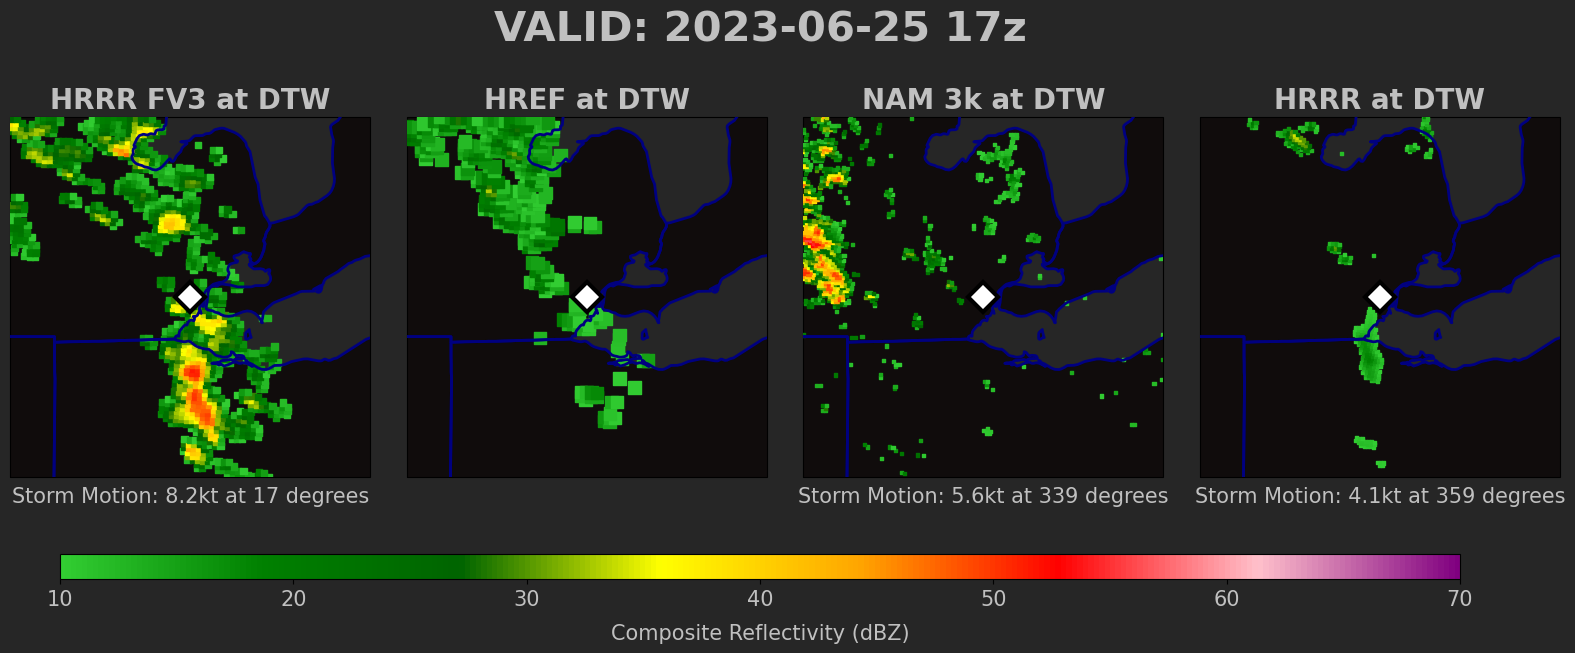 VALID: 2023-06-25 17z
HRRR FV3 at DTW
HREF at DTW
NAM 3k at DTW
HRRR at DTW
Storm Motion: 8.2kt at 17 degrees
Storm Motion: 5.6kt at 339 degrees
Storm Motion: 4.1kt at 359 degrees
10 20 30 40 50 60 70
Composite Reflectivity (dBZ)